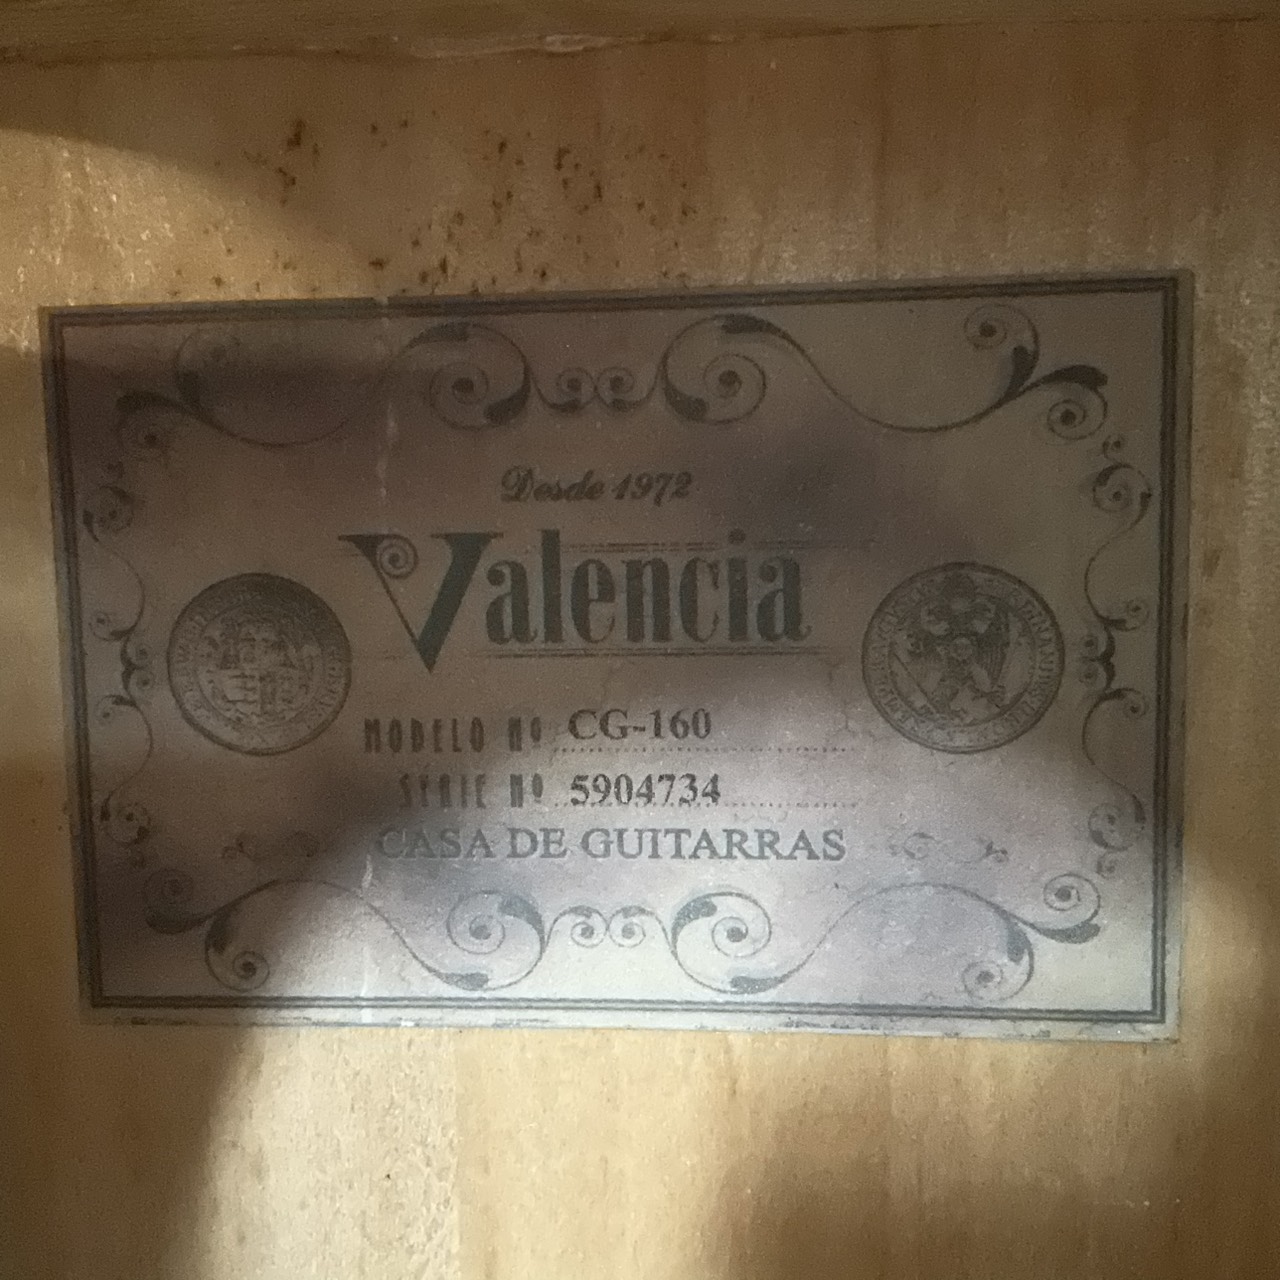 Desde 1972
Valencia
MODELO Nº CG-160
SERIE Nº 5904734
CASA DE GUITARRAS